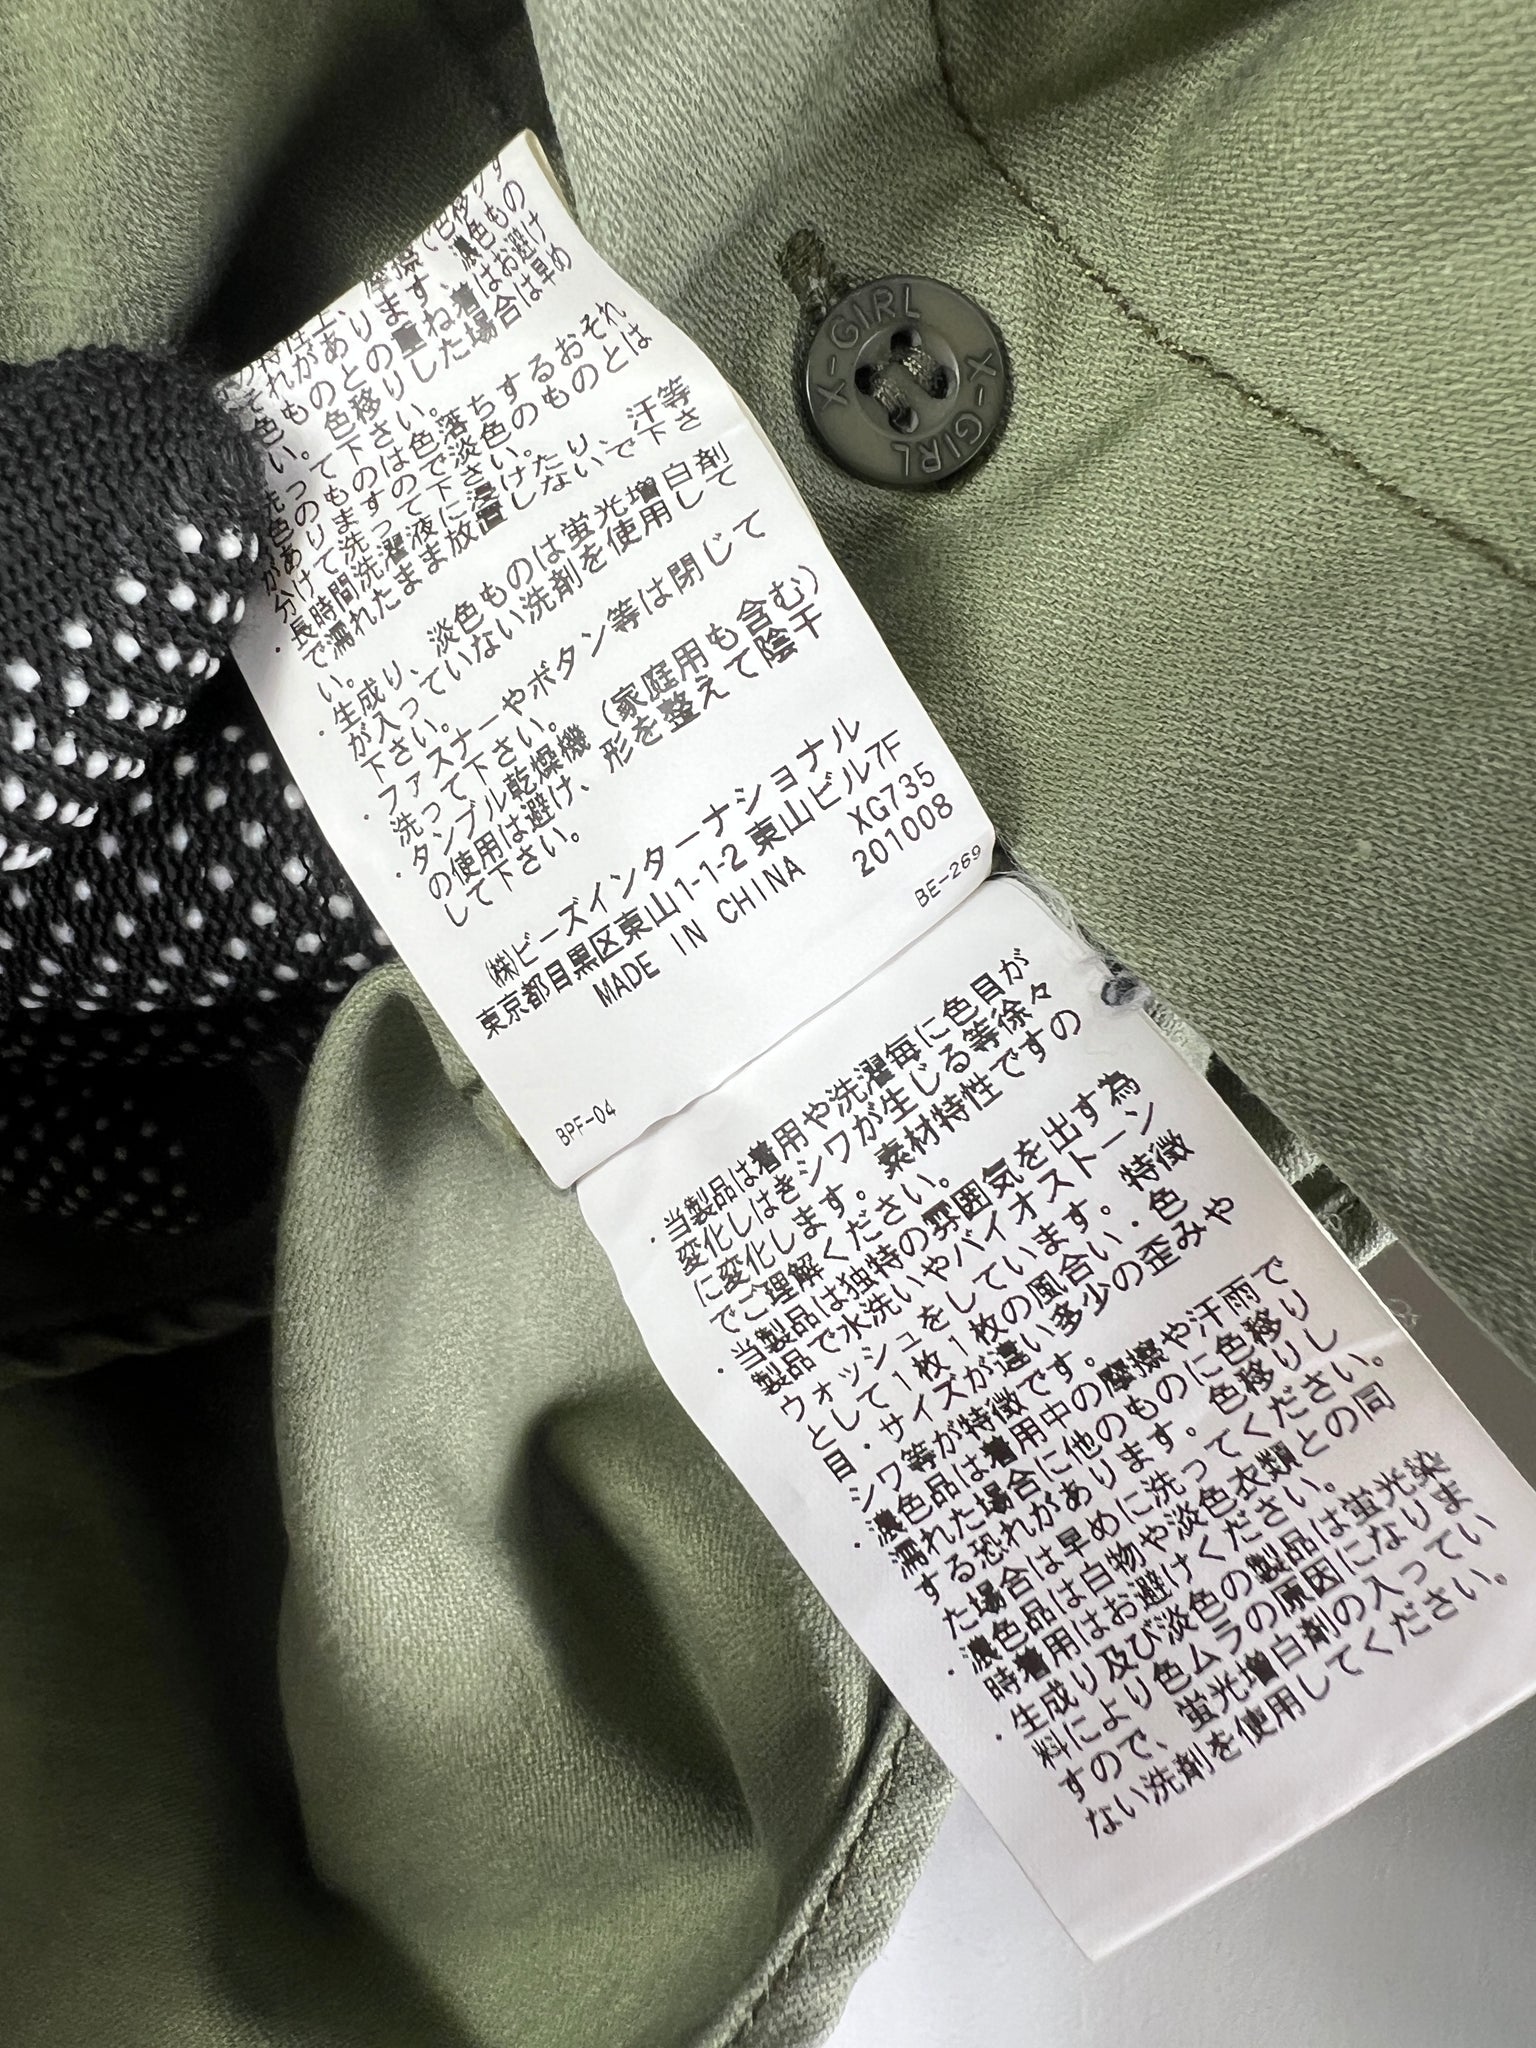 摩擦で色移りす
それがあります、濃色もの
色ものとの重ね着はお避け
い。色移りした場合は早め
洗って下さい。
色のものは色落ちするおそれ
がありますので淡色のものとは
分けて洗って下さい。
・長時間洗濯液に浸けたり、汗等
で濡れたまま放置しないで下さ
い。
・生成り、淡色ものは蛍光増白剤
が入っていない洗剤を使用して
下さい。
・ファスナーやボタン等は閉じて
洗って下さい。
・タンブル乾燥機(家庭用も含む)
の使用は避け、形を整えて陰干
して下さい。
㈱ビーズインターナショナル
東京都目黒区東山1-1-2 東山ビル7F
XG735
MADE IN CHINA 201008
BE-269
BPF-04
・当製品は着用や洗濯毎に色目が
変化しはきシワが生じる等徐々
に変化します。素材特性ですの
でご理解ください。
・当製品は独特の雰囲気を出す為
製品で水洗いやバイオストーン
ウォッシュをしています。特徴
として1枚1枚の風合い・色
目・サイズが違い多少の歪みや
シワ等が特徴です。
・濃色品は着用中の摩擦や汗雨で
濡れた場合に他のものに色移り
する恐れがあります。色移りし
た場合は早めに洗ってください。
・濃色品は白物や淡色衣類との同
時着用はお避けください。
・生成り及び淡色の製品は蛍光染
料により色ムラの原因になりま
すので、蛍光増白剤の入ってい
ない洗剤を使用してください。
X-GIRL X-GIRL